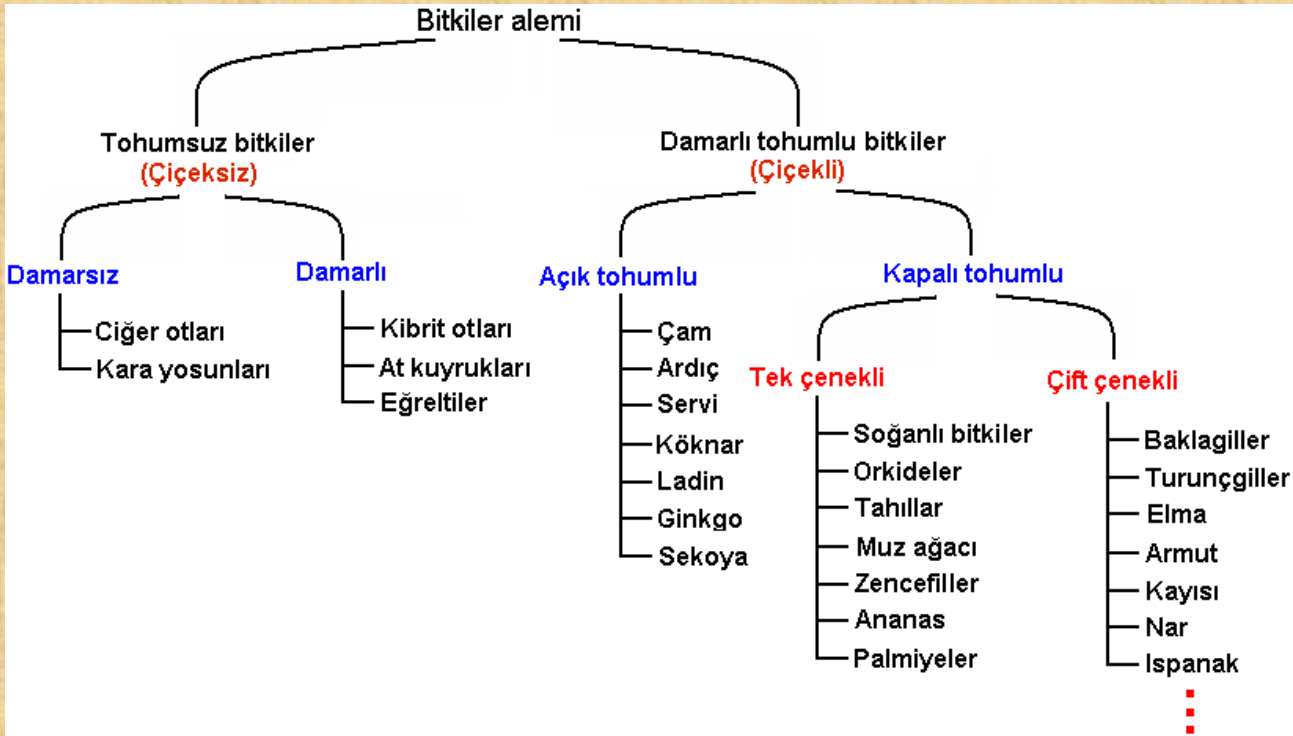 Bitkiler alemi
Tohumsuz bitkiler
(Çiçeksiz)
Damarlı tohumlu bitkiler
(Çiçekli)
Damarsız
Ciğer otları
Kara yosunları
Damarlı
Kibrit otları
At kuyrukları
Eğreltiler
Açık tohumlu
Çam
Ardıç
Servi
Köknar
Ladin
Ginkgo
Sekoya
Kapalı tohumlu
Tek çenekli
Soğanlı bitkiler
Orkideler
Tahıllar
Muz ağacı
Zencefiller
Ananas
Palmiyeler
Çift çenekli
Baklagiller
Turunçgiller
Elma
Armut
Kayısı
Nar
Ispanak